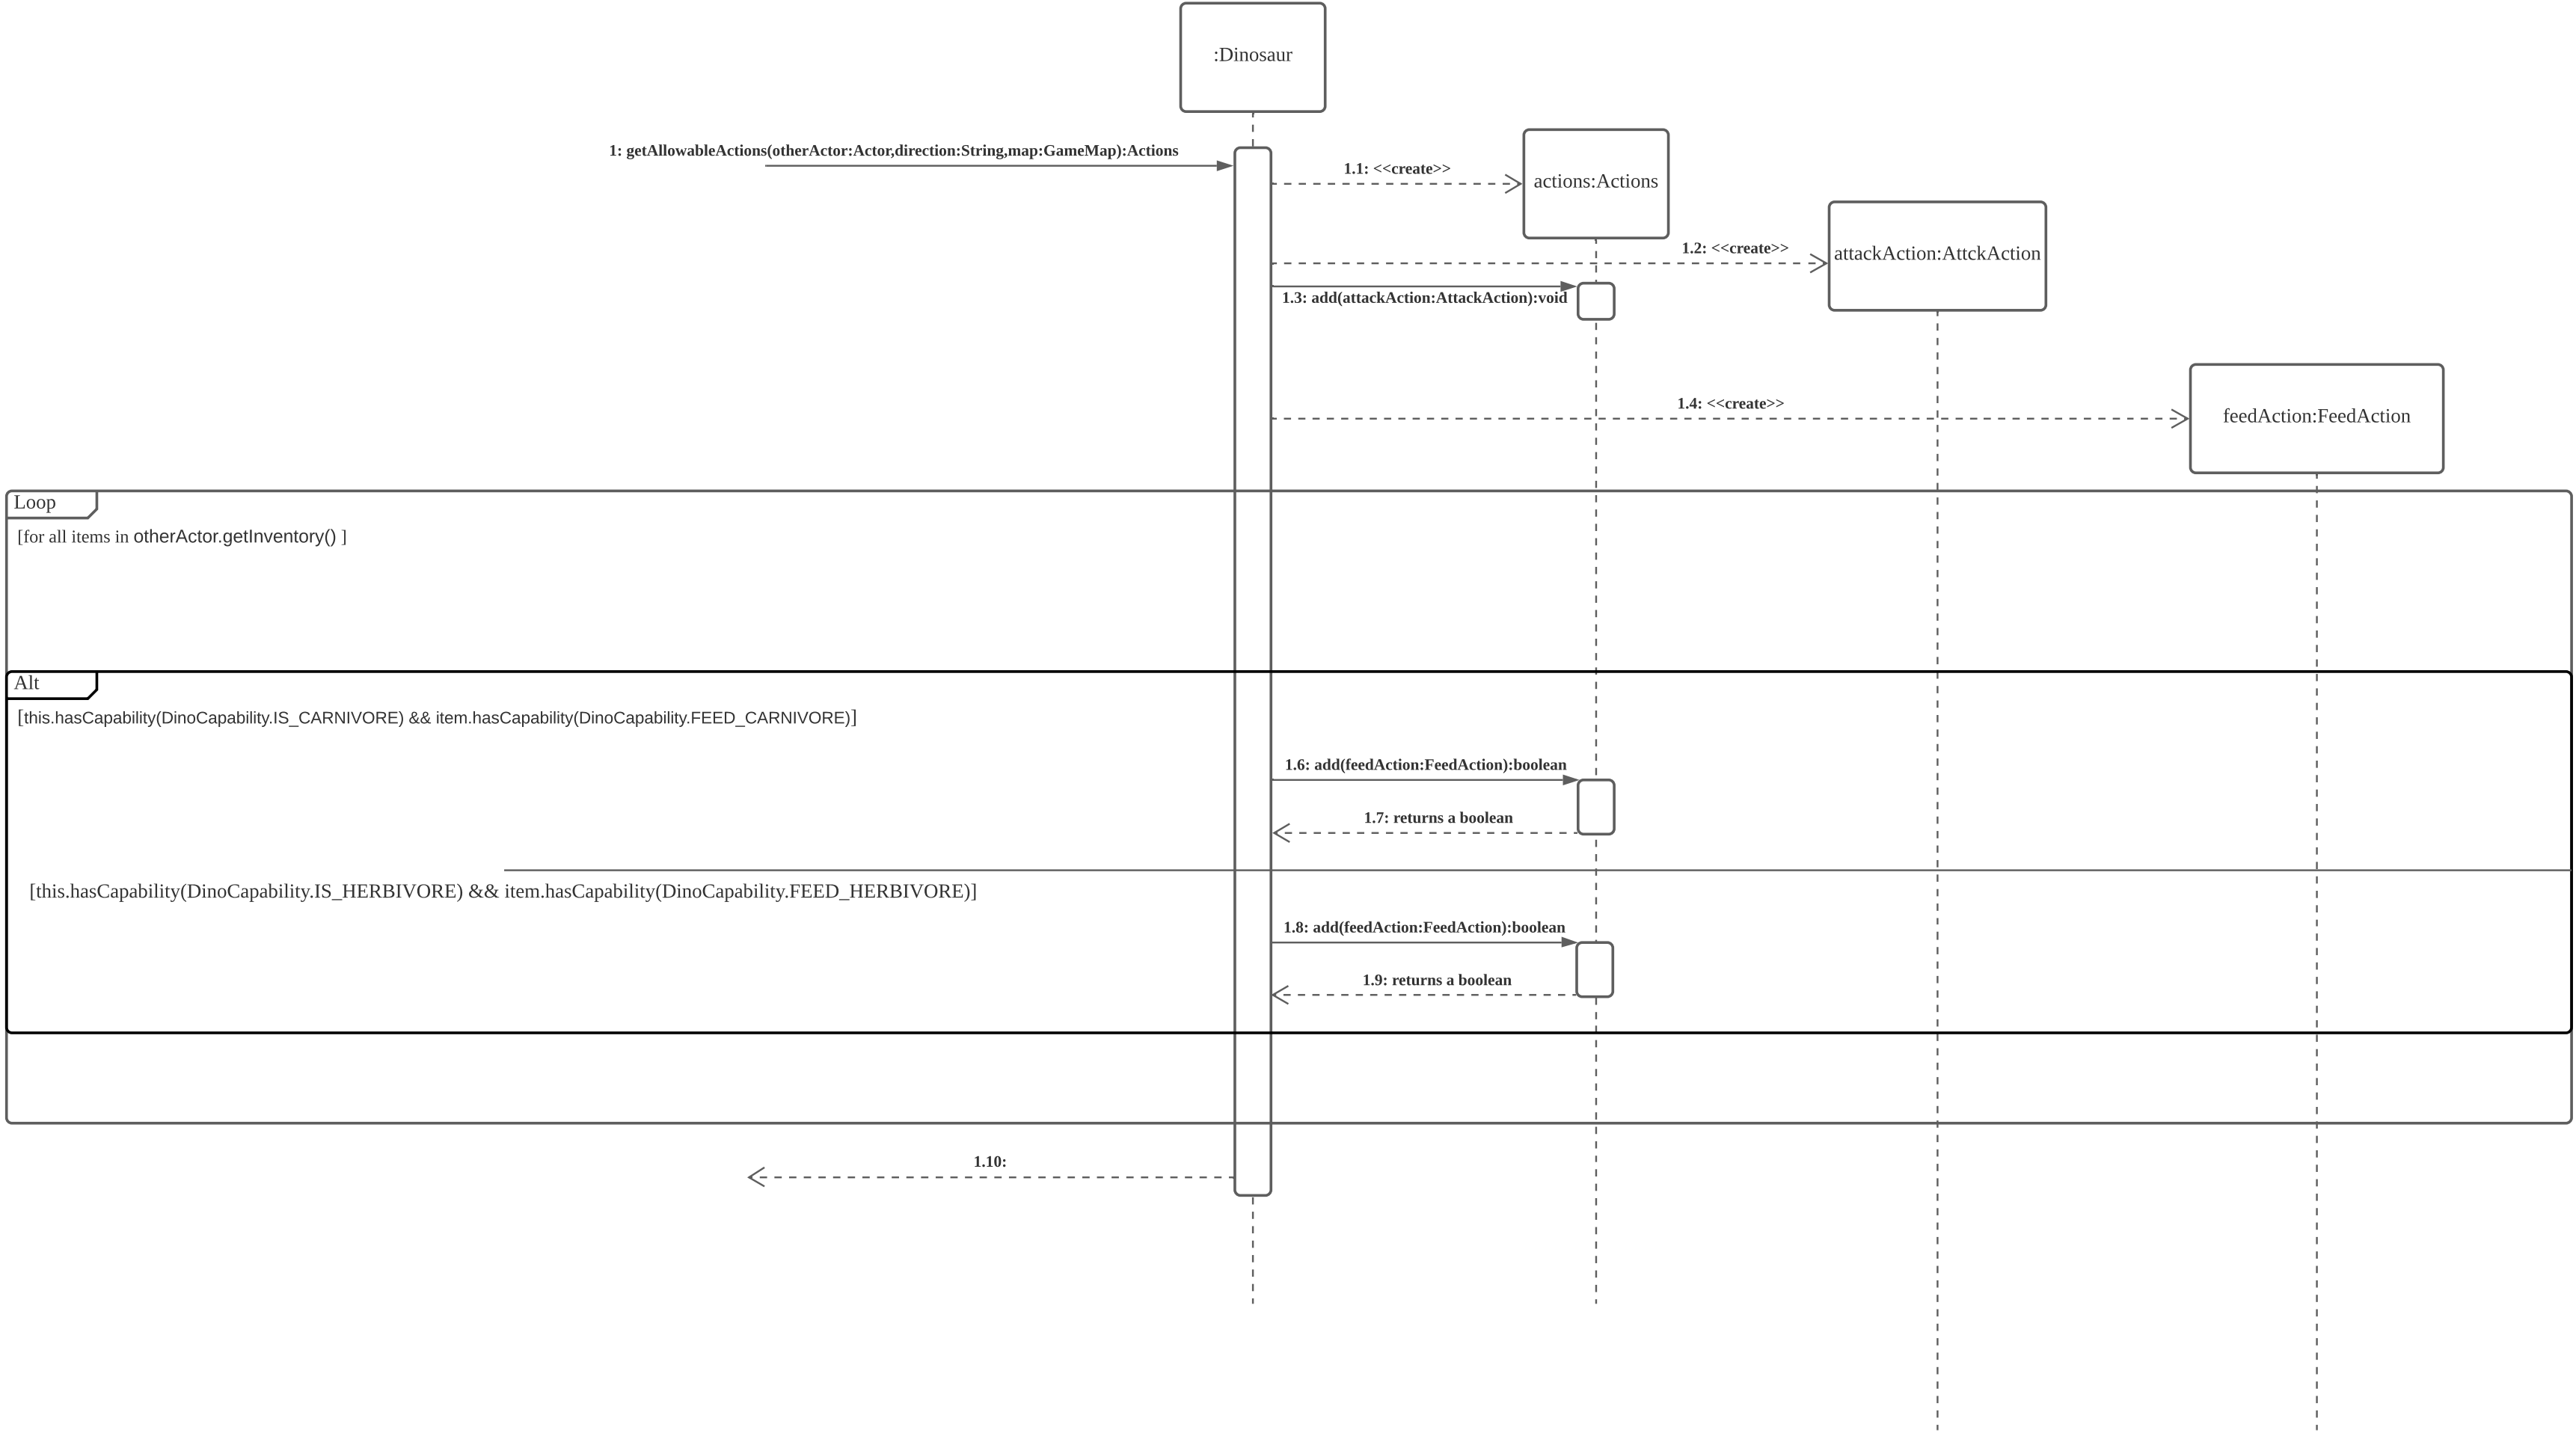 :Dinosaur
1: getAllowableActions(otherActor:Actor,direction:String,map:GameMap):Actions
1.1: <<create>>
actions:Actions
1.2: <<create>>
attackAction:AttckAction
1.3: add(attackAction:AttackAction):void
1.4: <<create>>
feedAction:FeedAction
Loop
[for all items in otherActor.getInventory() ]
Alt
[this.hasCapability(DinoCapability.IS_CARNIVORE) && item.hasCapability(DinoCapability.FEED_CARNIVORE)]
1.6: add(feedAction:FeedAction):boolean
1.7: returns a boolean
[this.hasCapability(DinoCapability.IS_HERBIVORE) && item.hasCapability(DinoCapability.FEED_HERBIVORE)]
1.8: add(feedAction:FeedAction):boolean
1.9: returns a boolean
1.10: